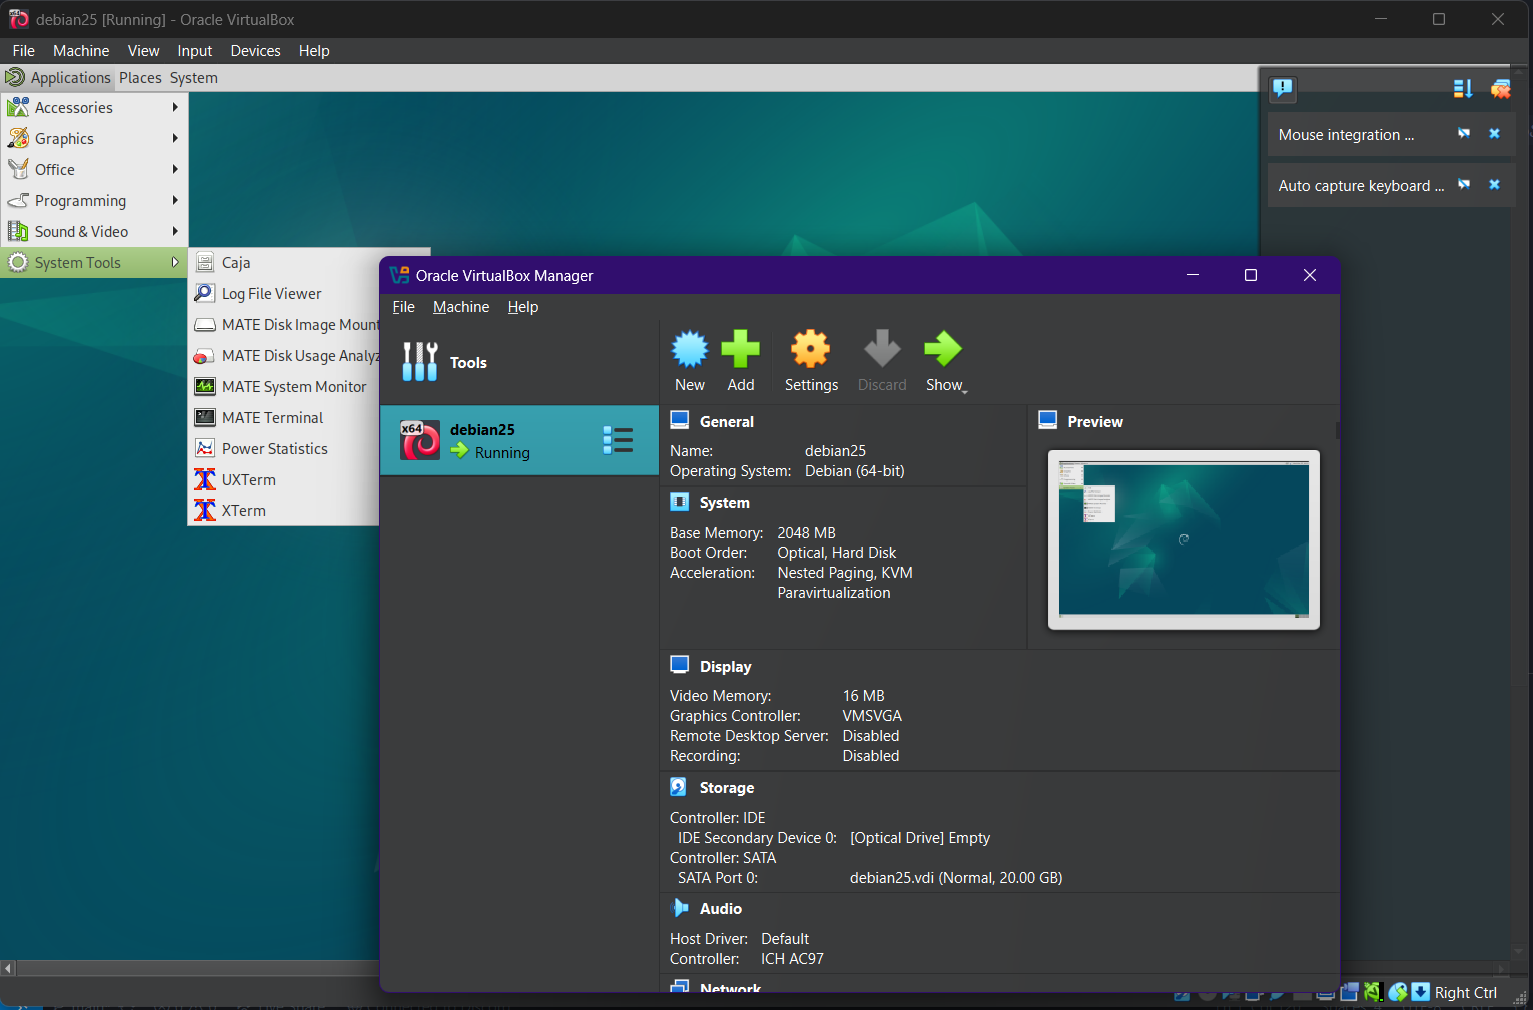 debian25 [Running] - Oracle VirtualBox
File Machine View Input Devices Help
Applications Places System
Accessories
Graphics
Office
Programming
Sound & Video
System Tools
Caja
Log File Viewer
MATE Disk Image Mount
MATE Disk Usage Analyz
MATE System Monitor
MATE Terminal
Power Statistics
UXTerm
XTerm
Mouse integration ...
Auto capture keyboard ...
Oracle VirtualBox Manager
File Machine Help
Tools
New Add Settings Discard Show
x64
debian25
Running
General
Name: debian25
Operating System: Debian (64-bit)
System
Base Memory: 2048 MB
Boot Order: Optical, Hard Disk
Acceleration: Nested Paging, KVM
Paravirtualization
Preview
Display
Video Memory: 16 MB
Graphics Controller: VMSVGA
Remote Desktop Server: Disabled
Recording: Disabled
Storage
Controller: IDE
IDE Secondary Device 0: [Optical Drive] Empty
Controller: SATA
SATA Port 0: debian25.vdi (Normal, 20.00 GB)
Audio
Host Driver: Default
Controller: ICH AC97
Network
Right Ctrl